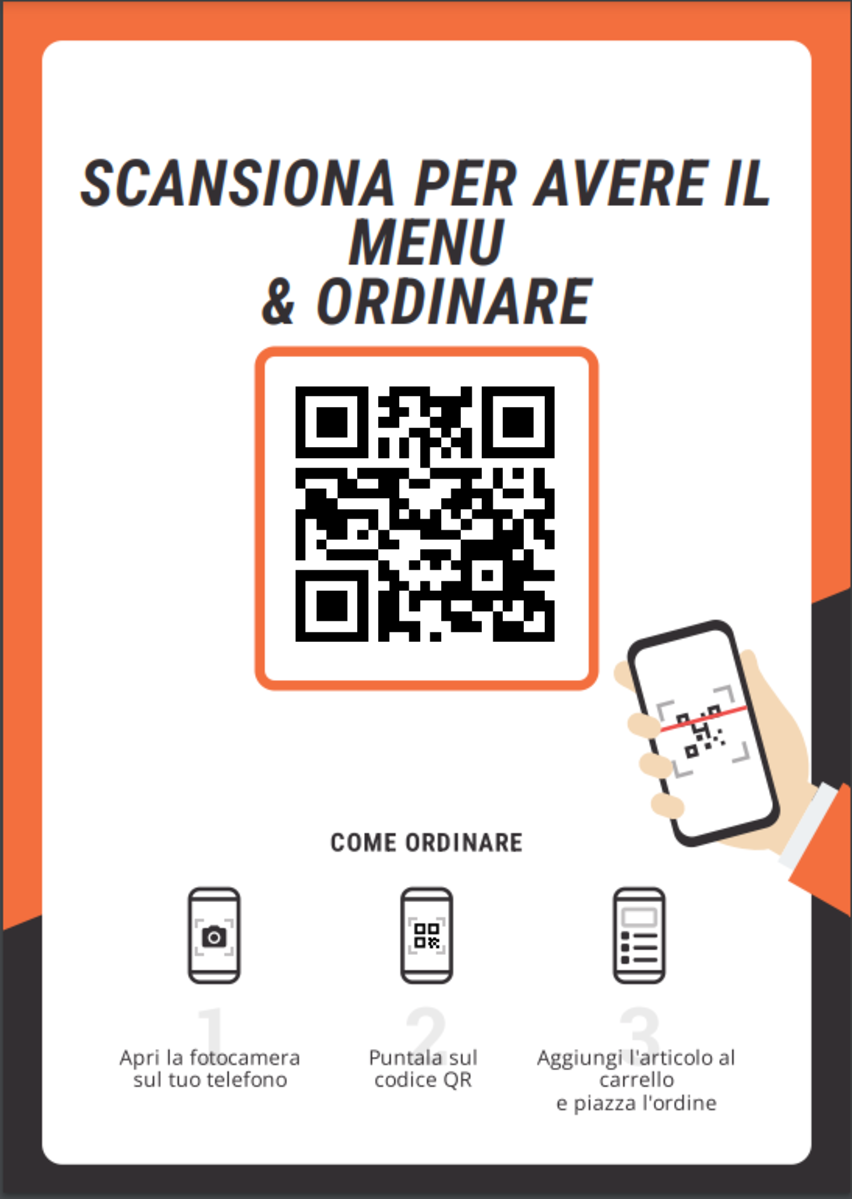 SCANSIONA PER AVERE IL
MENU
& ORDINARE
COME ORDINARE
1
Apri la fotocamera
sul tuo telefono
2
Puntala sul
codice QR
3
Aggiungi l'articolo al
carrello
e piazza l'ordine